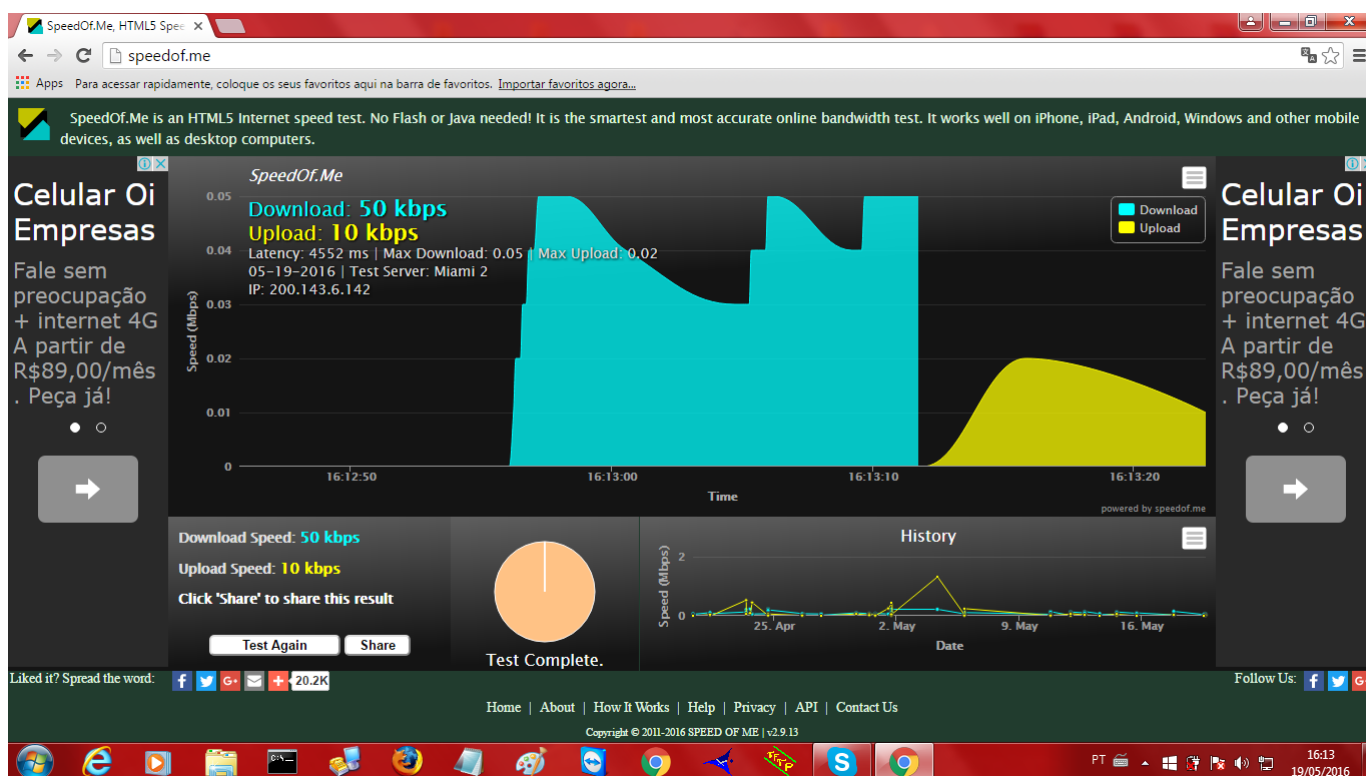 SpeedOf.Me, HTML5 Spee
speedof.me
Apps Para acessar rapidamente, coloque os seus favoritos aqui na barra de favoritos. Importar favoritos agora...
SpeedOf.Me is an HTML5 Internet speed test. No Flash or Java needed! It is the smartest and most accurate online bandwidth test. It works well on iPhone, iPad, Android, Windows and other mobile
devices, as well as desktop computers.
Celular Oi
Empresas
Fale sem
preocupação
+ internet 4G
A partir de
R$89,00/mês
. Peça já!
SpeedOf.Me
Download: 50 kbps
Upload: 10 kbps
Latency: 4552 ms | Max Download: 0.05 | Max Upload: 0.02
05-19-2016 | Test Server: Miami 2
IP: 200.143.6.142
Download
Upload
Speed (Mbps)
0.05
0.04
0.03
0.02
0.01
0
16:12:50 16:13:00 16:13:10 16:13:20
Time
powered by speedof.me
Celular Oi
Empresas
Fale sem
preocupação
+ internet 4G
A partir de
R$89,00/mês
. Peça já!
Download Speed: 50 kbps
Upload Speed: 10 kbps
Click 'Share' to share this result
Test Again Share
Test Complete.
History
Speed (Mbps)
2
0
25. Apr 2. May 9. May 16. May
Date
Liked it? Spread the word: 20.2K
Follow Us:
Home | About | How It Works | Help | Privacy | API | Contact Us
Copyright © 2011-2016 SPEED OF ME | v2.9.13
PT
16:13
19/05/2016